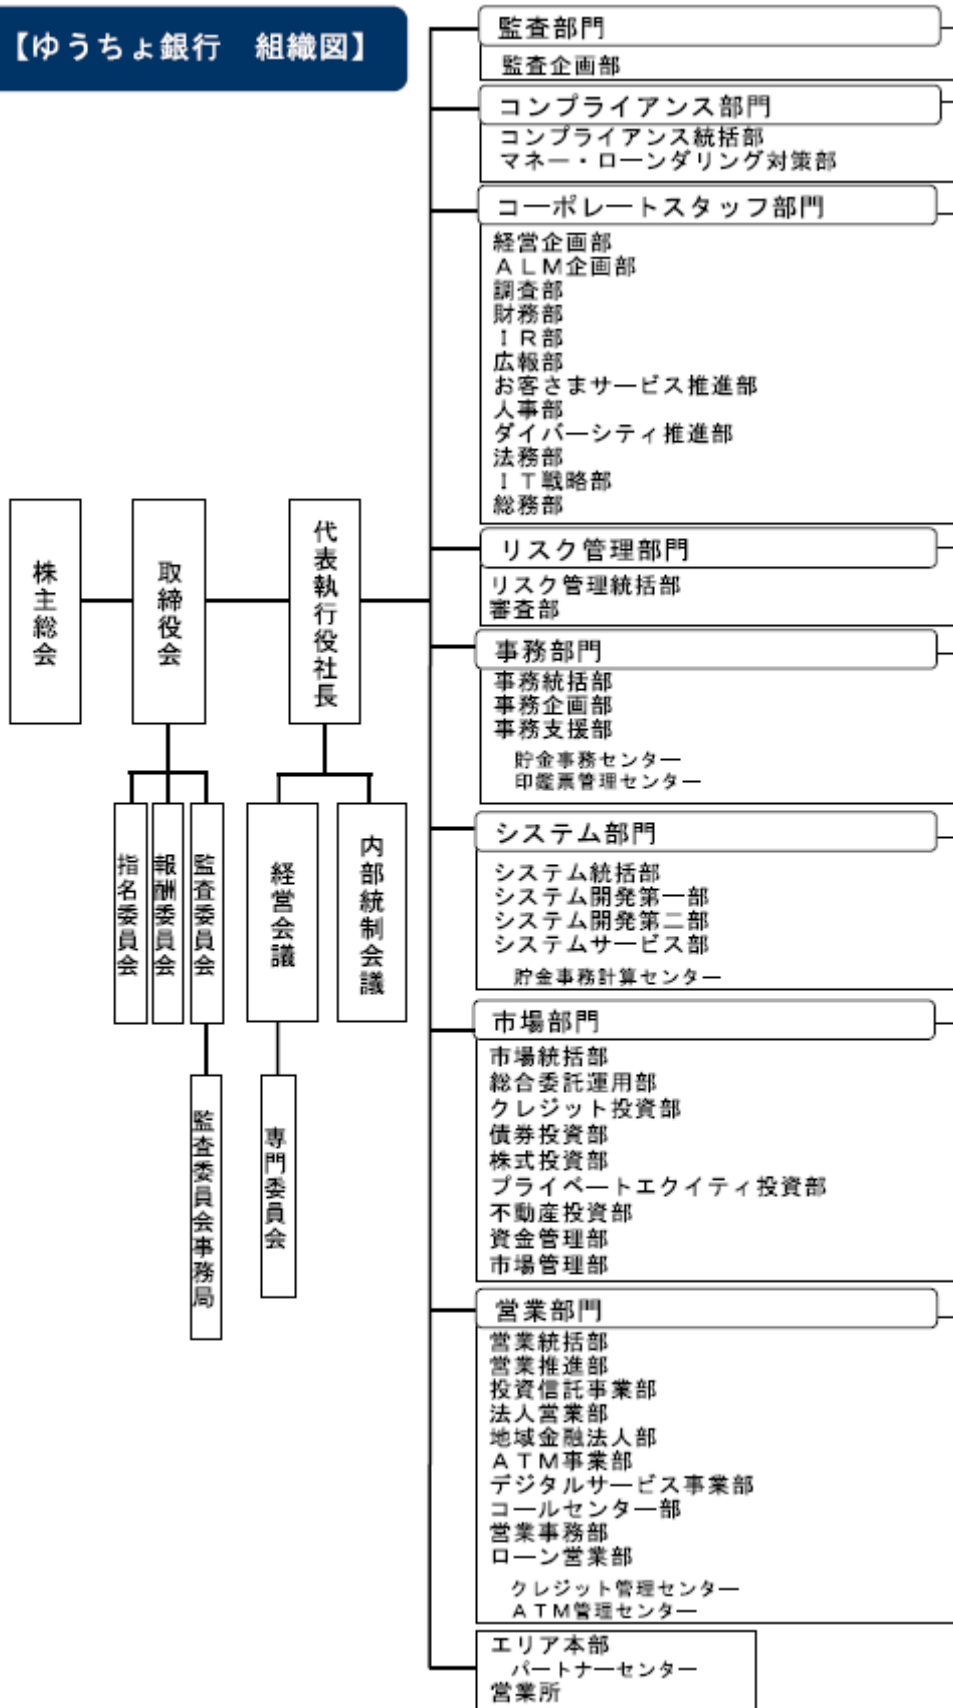 【ゆうちょ銀行　組織図】
株主総会
取締役会
代表執行役社長
指名委員会
報酬委員会
監査委員会
監査委員会事務局
経営会議
内部統制会議
専門委員会
監査部門
監査企画部
コンプライアンス部門
コンプライアンス統括部
マネー・ローンダリング対策部
コーポレートスタッフ部門
経営企画部
ＡＬＭ企画部
調査部
財務部
ＩＲ部
広報部
お客さまサービス推進部
人事部
ダイバーシティ推進部
法務部
ＩＴ戦略部
総務部
リスク管理部門
リスク管理統括部
審査部
事務部門
事務統括部
事務企画部
事務支援部
貯金事務センター
印鑑票管理センター
システム部門
システム統括部
システム開発第一部
システム開発第二部
システムサービス部
貯金事務計算センター
市場部門
市場統括部
総合委託運用部
クレジット投資部
債券投資部
株式投資部
プライベートエクイティ投資部
不動産投資部
資金管理部
市場管理部
営業部門
営業統括部
営業推進部
投資信託事業部
法人営業部
地域金融法人部
ＡＴＭ事業部
デジタルサービス事業部
コールセンター部
営業事務部
ローン営業部
クレジット管理センター
ＡＴＭ管理センター
エリア本部
パートナーセンター
営業所